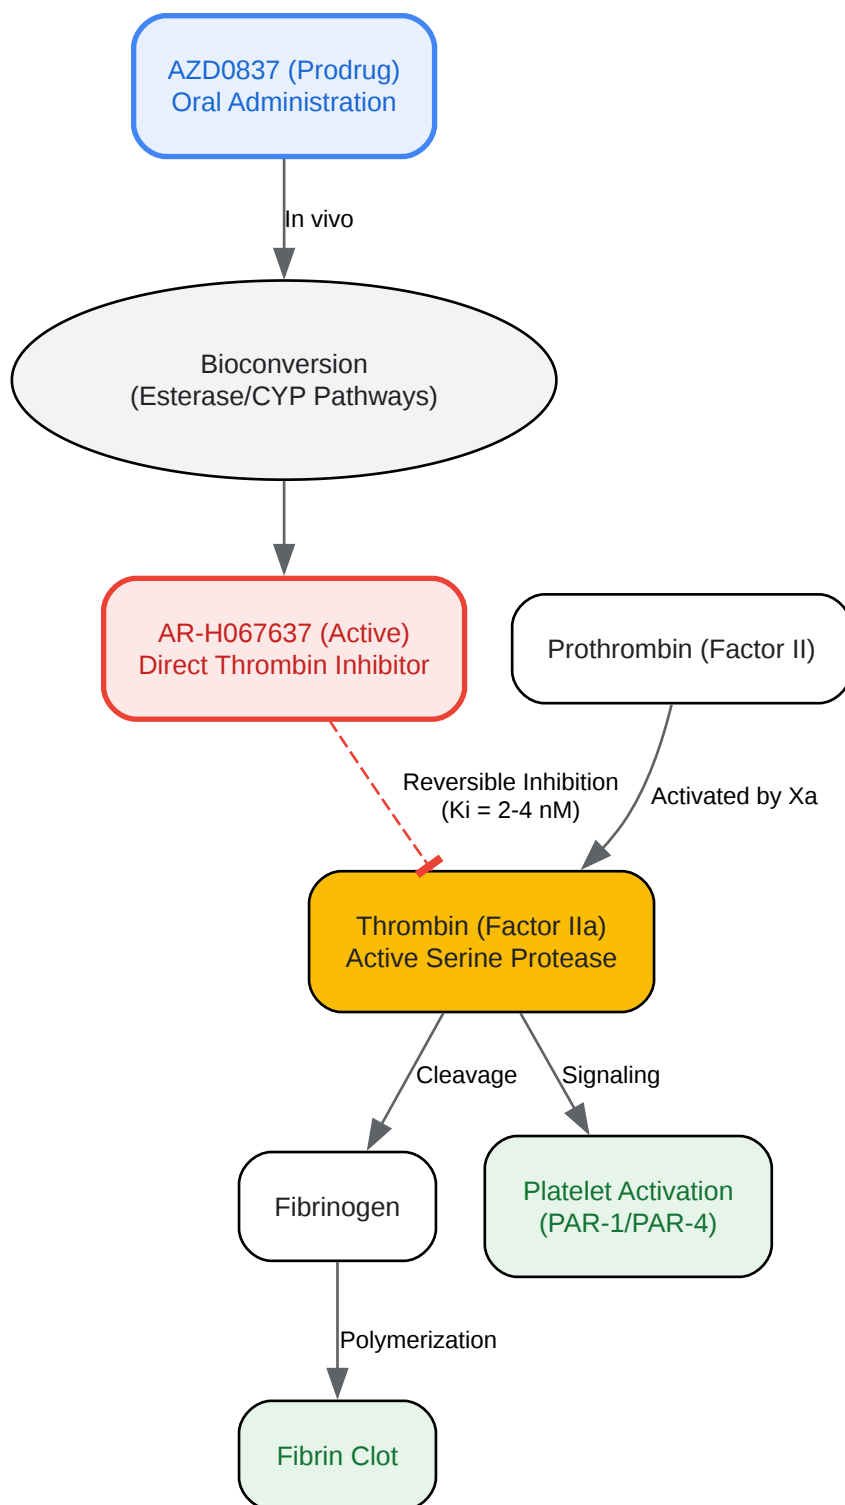 AZD0837 (Prodrug)
Oral Administration
In vivo
Bioconversion
(Esterase/CYP Pathways)
AR-H067637 (Active)
Direct Thrombin Inhibitor
Prothrombin (Factor II)
Reversible Inhibition
(Ki = 2-4 nM)
Activated by Xa
Thrombin (Factor IIa)
Active Serine Protease
Cleavage
Signaling
Fibrinogen
Platelet Activation
(PAR-1/PAR-4)
Polymerization
Fibrin Clot